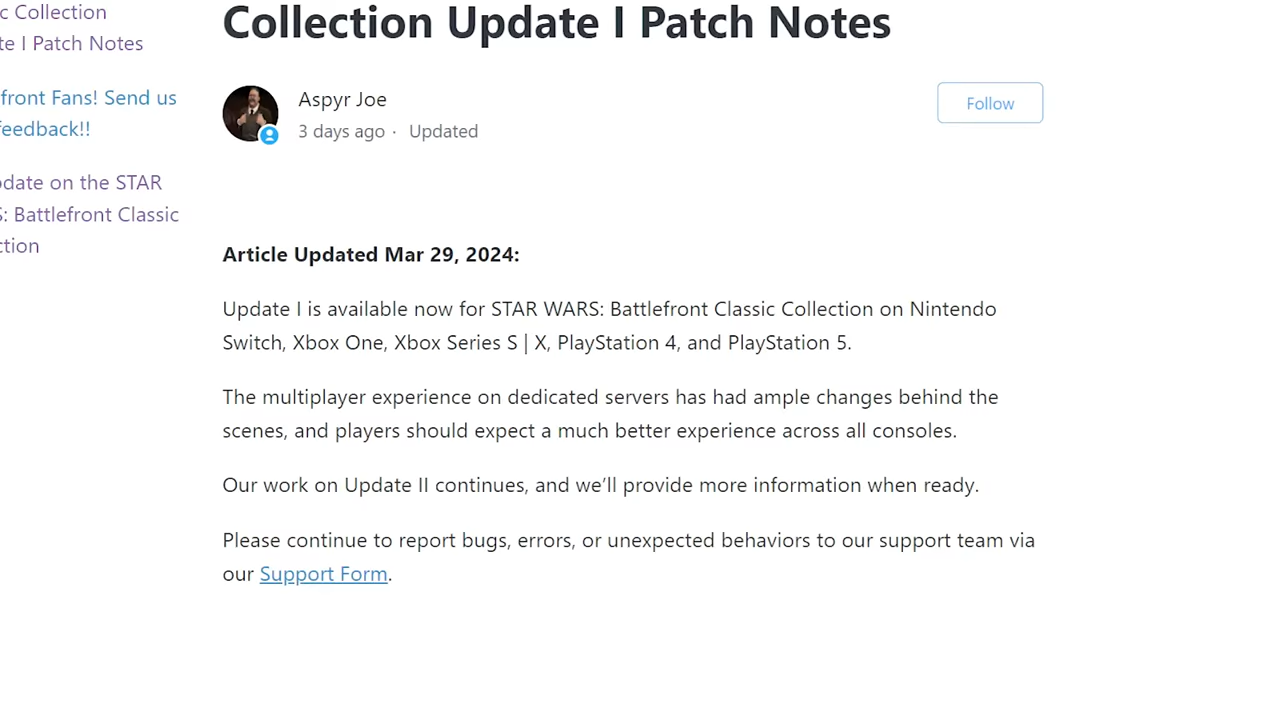 c Collection
te I Patch Notes
front Fans! Send us
feedback!!
pdate on the STAR
S: Battlefront Classic
ction
Collection Update I Patch Notes
Aspyr Joe
3 days ago · Updated
Follow
Article Updated Mar 29, 2024:
Update I is available now for STAR WARS: Battlefront Classic Collection on Nintendo
Switch, Xbox One, Xbox Series S | X, PlayStation 4, and PlayStation 5.
The multiplayer experience on dedicated servers has had ample changes behind the
scenes, and players should expect a much better experience across all consoles.
Our work on Update II continues, and we’ll provide more information when ready.
Please continue to report bugs, errors, or unexpected behaviors to our support team via
our Support Form.